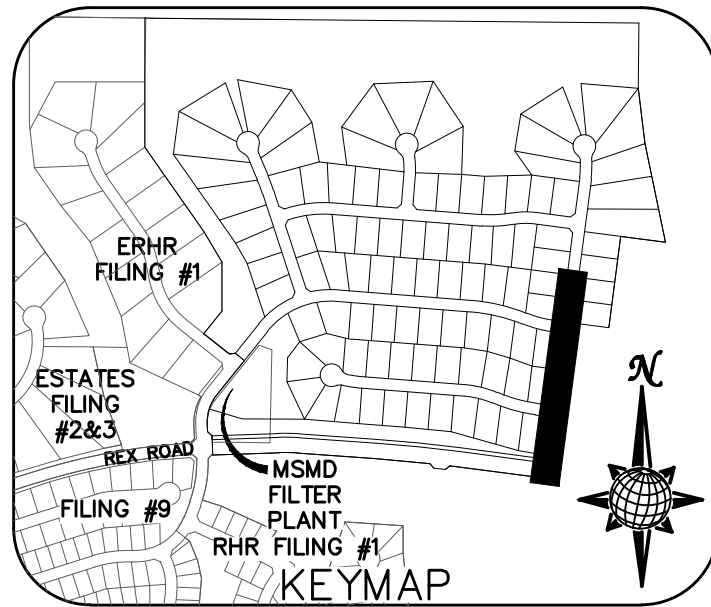 ERHR
FILING #1
ESTATES
FILING
#2&3
REX ROAD
FILING #9
MSMD
FILTER
PLANT
RHR FILING #1
KEYMAP
N